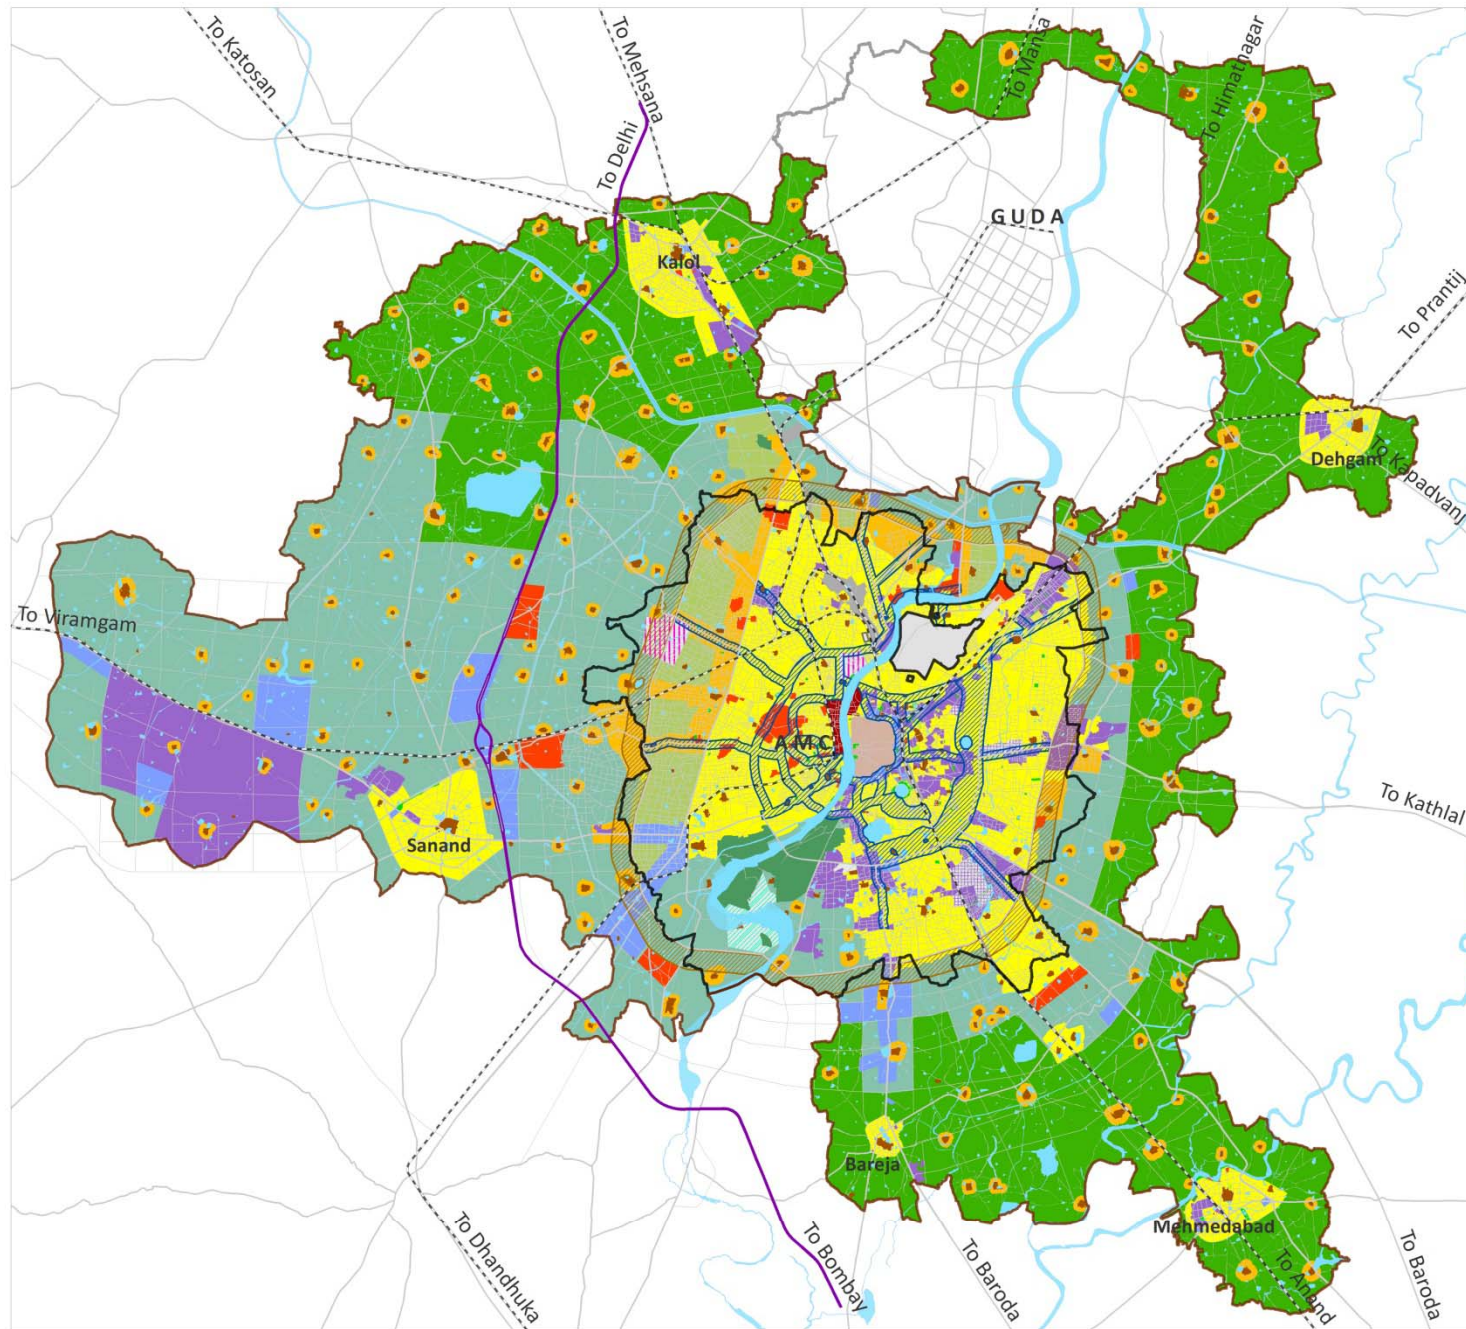 To Katosan
To Mehsana
To Mansa
To Himatnagar
To Delhi
GUDA
Kalol
To Prantij
Dehgam
To Kapadvanj
To Viramgam
AMC
To Kathlal
Sanand
Bareja
Mehmedabad
To Dhandhuka
To Bombay
To Baroda
To Anand
To Baroda